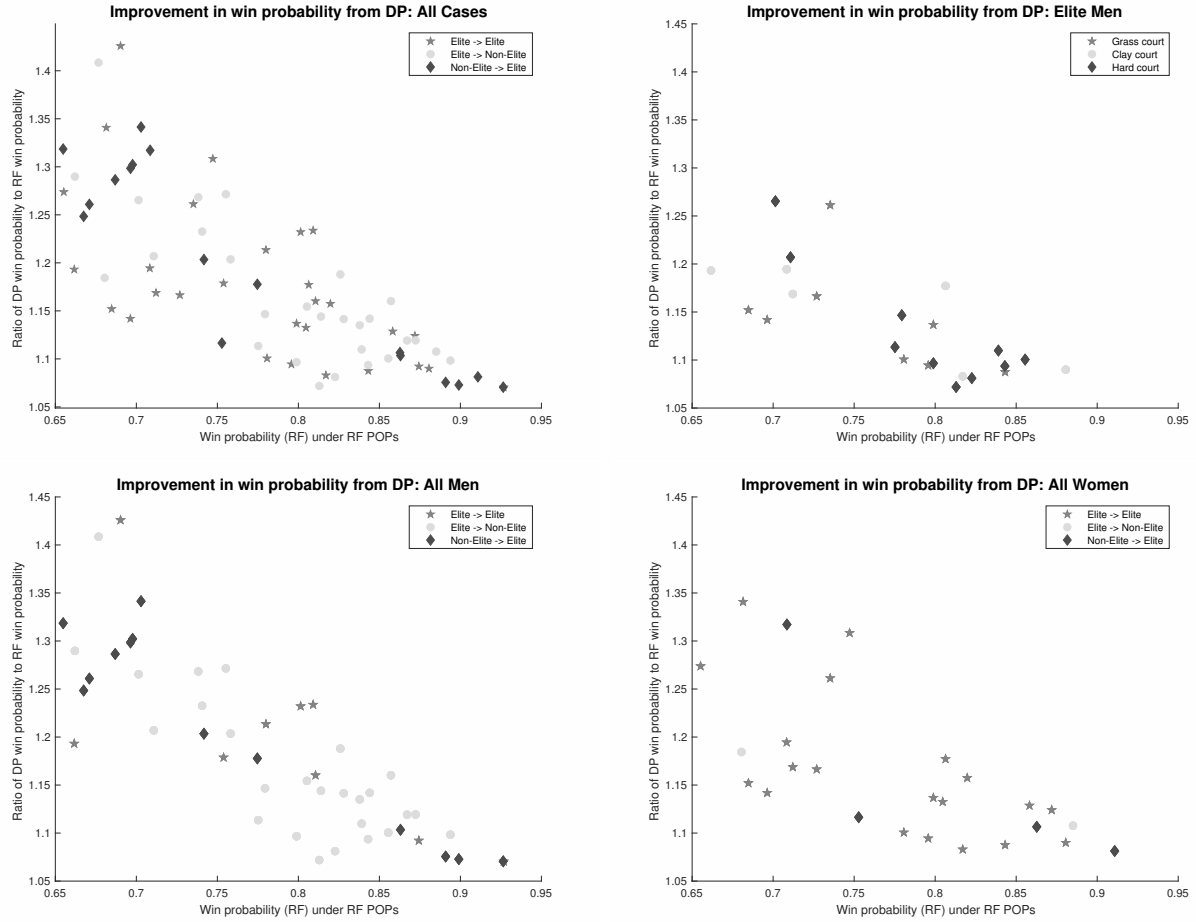 Improvement in win probability from DP: All Cases
Elite -> Elite
Elite -> Non-Elite
Non-Elite -> Elite
1.4
1.35
1.3
1.25
1.2
1.15
1.1
1.05
Ratio of DP win probability to RF win probability
0.65 0.7 0.75 0.8 0.85 0.9 0.95
Win probability (RF) under RF POPs
Improvement in win probability from DP: Elite Men
Grass court
Clay court
Hard court
1.45
1.4
1.35
1.3
1.25
1.2
1.15
1.1
1.05
Ratio of DP win probability to RF win probability
0.65 0.7 0.75 0.8 0.85 0.9 0.95
Win probability (RF) under RF POPs
Improvement in win probability from DP: All Men
Elite -> Elite
Elite -> Non-Elite
Non-Elite -> Elite
1.45
1.4
1.35
1.3
1.25
1.2
1.15
1.1
1.05
Ratio of DP win probability to RF win probability
0.65 0.7 0.75 0.8 0.85 0.9 0.95
Win probability (RF) under RF POPs
Improvement in win probability from DP: All Women
Elite -> Elite
Elite -> Non-Elite
Non-Elite -> Elite
1.45
1.4
1.35
1.3
1.25
1.2
1.15
1.1
1.05
Ratio of DP win probability to RF win probability
0.65 0.7 0.75 0.8 0.85 0.9 0.95
Win probability (RF) under RF POPs